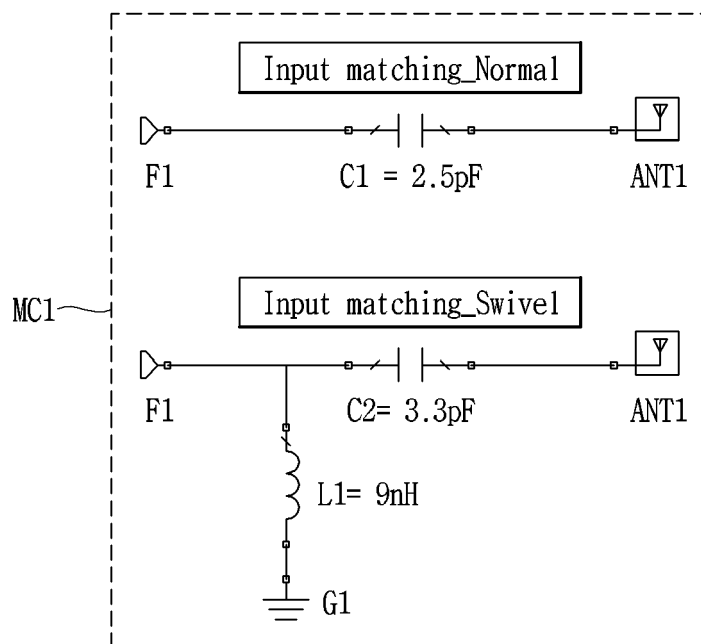 Input matching_Normal
F1
C1 = 2.5pF
ANT1
MC1
Input matching_Swivel
F1
C2= 3.3pF
ANT1
L1= 9nH
G1